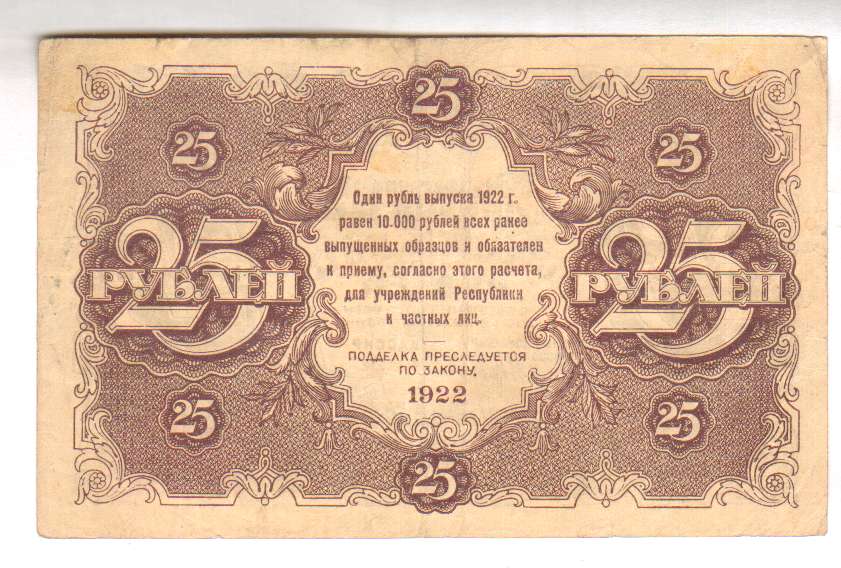 25
25
25
25
РУБЛЕЙ
25
РУБЛЕЙ
Один рубль выпуска 1922 г.
равен 10.000 рублей всех ранее
выпущенных образцов и обязателен
к приему, согласно этого расчета,
для учреждений Республики
и частных лиц.
ПОДДЕЛКА ПРЕСЛЕДУЕТСЯ
ПО ЗАКОНУ.
1922
25
25
25